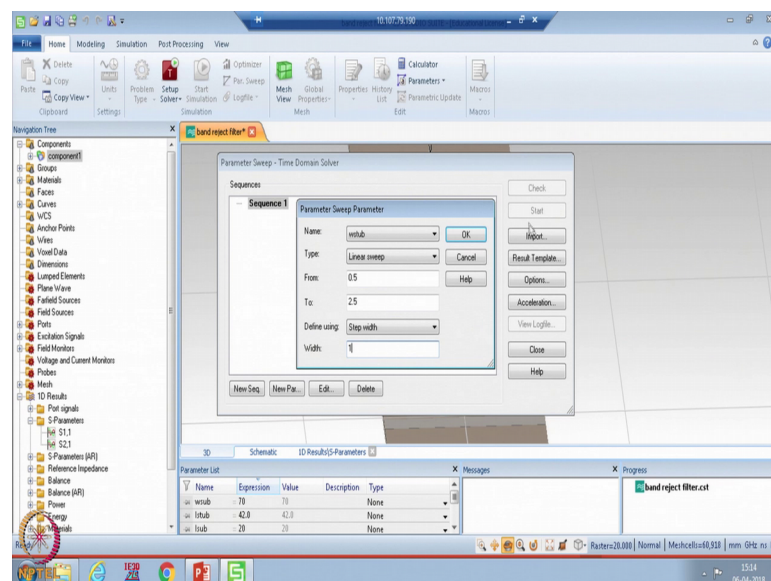 10.107.79.190
File Home Modeling Simulation Post Processing View
Paste
Delete
Copy
Copy View
Clipboard
Units
Settings
Problem Type
Setup Solver
Start Simulation
Optimizer
Par. Sweep
Logfile
Simulation
Mesh View
Global Properties
Mesh
Properties
History List
Calculator
Parameters
Parametric Update
Edit
Macros
Macros
Navigation Tree X
band reject filter*
Components
component1
Groups
Materials
Faces
Curves
WCS
Anchor Points
Wires
Voxel Data
Dimensions
Lumped Elements
Plane Wave
Farfield Sources
Field Sources
Ports
Excitation Signals
Field Monitors
Voltage and Current Monitors
Probes
Mesh
1D Results
Port signals
S-Parameters
S1,1
S2,1
S-Parameters (AR)
Reference Impedance
Balance
Balance (AR)
Power
Energy
Materials
Parameter Sweep - Time Domain Solver
Sequences
Sequence 1
Parameter Sweep Parameter
Name: wstub
Type: Linear sweep
From: 0.5
To: 2.5
Define using: Step width
Width: 1
OK
Cancel
Help
Check
Start
Import...
Result Template...
Options...
Acceleration...
View Logfile...
Close
Help
New Seq New Par... Edit... Delete
3D Schematic 1D Results\S-Parameters
Parameter List X
Name Expression Value Description Type
wsub = 70 70 None
lstub = 42.0 42.0 None
lsub = 20 20 None
Messages X
Progress
band reject filter.cst
Raster=20.000 Normal Meshcells=60,918 mm GHz ns
NPTEL
15:14
06-04-2018